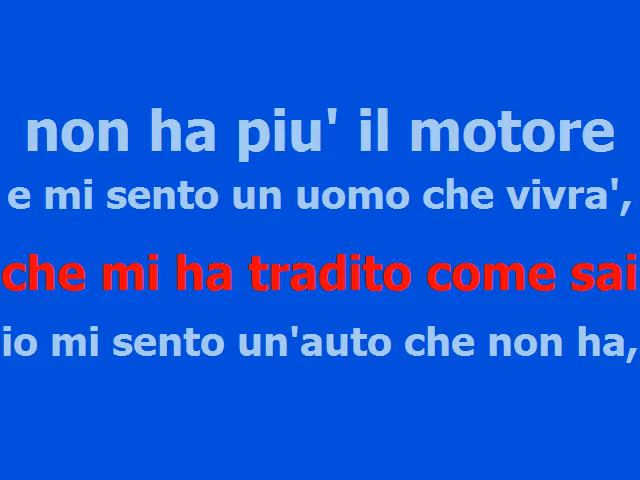 non ha piu' il motore
e mi sento un uomo che vivra',
che mi ha tradito come sai
io mi sento un'auto che non ha,